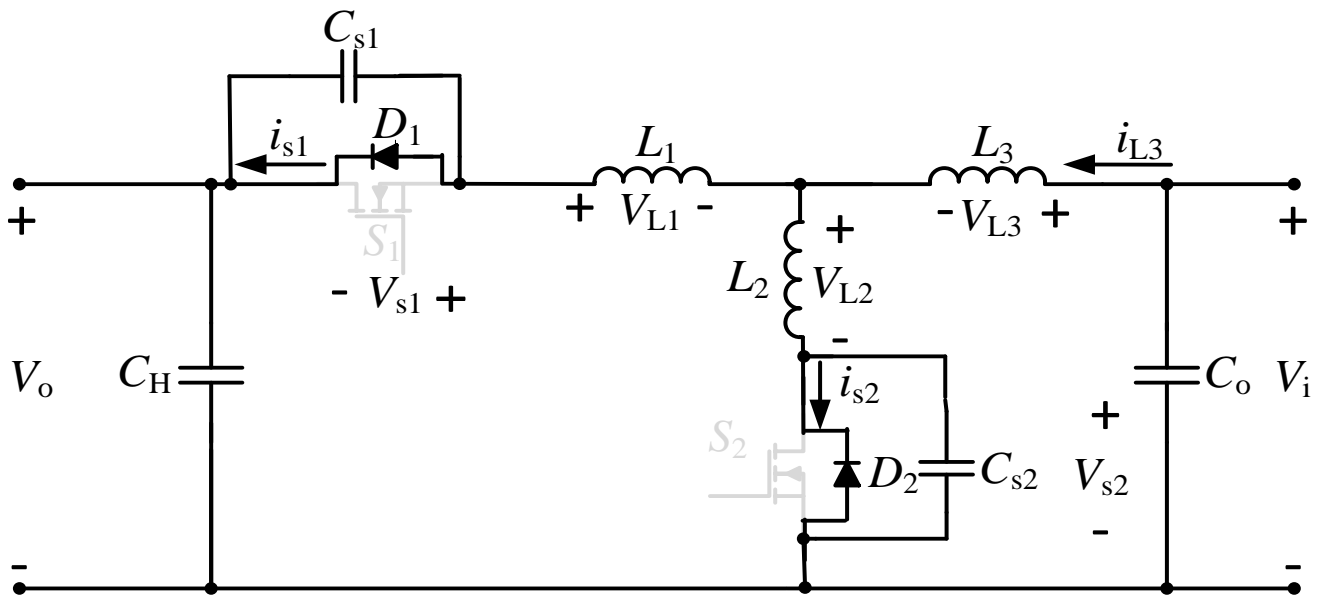 Cs1
is1
D1
L1
L3
iL3
+
+ VL1 -
- VL3 +
+
S1
+
L2
VL2
- Vs1 +
-
Vo
CH
is2
Co
Vi
S2
+
D2
Cs2
Vs2
-
-
-